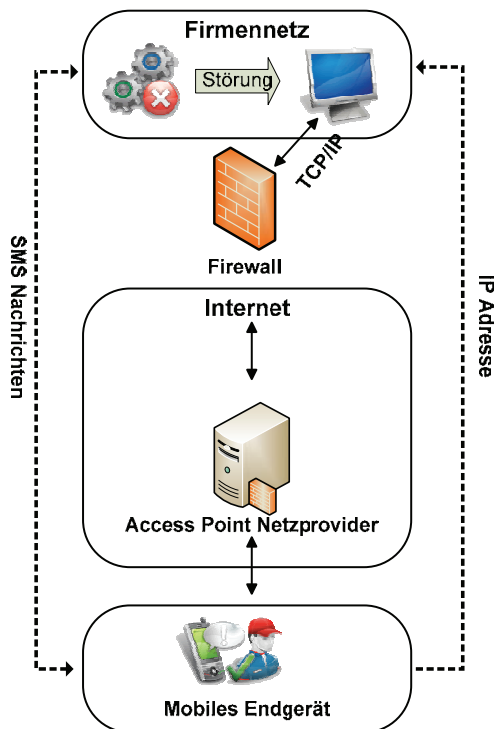 Firmennetz
Störung
TCP/IP
Firewall
SMS Nachrichten
IP Adresse
Internet
Access Point Netzprovider
Mobiles Endgerät